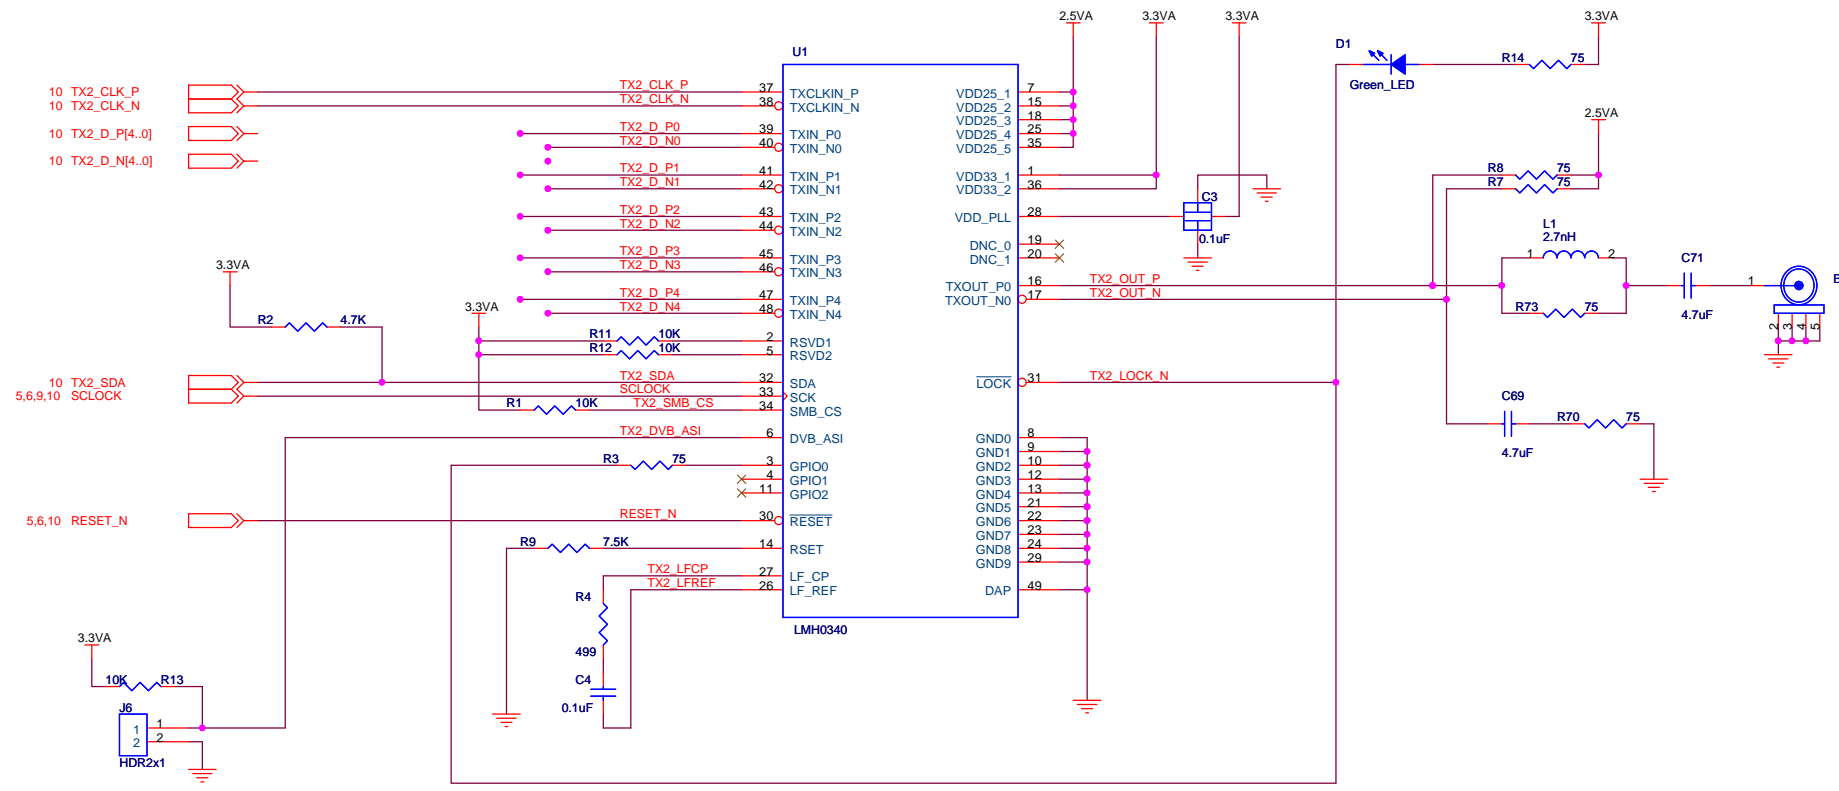 2.5VA 3.3VA 3.3VA 3.3VA
U1 D1
R14 75
Green_LED
10 TX2_CLK_P TX2_CLK_P 37 TXCLKIN_P VDD25_1 7
10 TX2_CLK_N TX2_CLK_N 38 TXCLKIN_N VDD25_2 15
VDD25_3 18
2.5VA
10 TX2_D_P[4..0] TX2_D_P0 39 TXIN_P0 VDD25_4 25
TX2_D_N0 40 TXIN_N0 VDD25_5 35
10 TX2_D_N[4..0]
TX2_D_P1 41 TXIN_P1 VDD33_1 1 R8 75
TX2_D_N1 42 TXIN_N1 VDD33_2 36 R7 75
C3
TX2_D_P2 43 TXIN_P2 VDD_PLL 28
TX2_D_N2 44 TXIN_N2 L1
0.1uF 2.7nH
DNC_0 19
TX2_D_P3 45 TXIN_P3 DNC_1 20 1 2 C71
3.3VA TX2_D_N3 46 TXIN_N3
TXOUT_P0 16 TX2_OUT_P 1 B
TX2_D_P4 47 TXIN_P4 TXOUT_N0 17 TX2_OUT_N
3.3VA TX2_D_N4 48 TXIN_N4 R73 75 4.7uF
R2 4.7K 2 3 4 5
R11 10K 2 RSVD1
R12 10K 5 RSVD2
10 TX2_SDA TX2_SDA 32 SDA LOCK 31 TX2_LOCK_N
5,6,9,10 SCLOCK SCLOCK 33 SCK
R1 10K TX2_SMB_CS 34 SMB_CS C69
R70 75
TX2_DVB_ASI 6 DVB_ASI GND0 8
GND1 9 4.7uF
R3 75 3 GPIO0 GND2 10
4 GPIO1 GND3 12
11 GPIO2 GND4 13
GND5 21
5,6,10 RESET_N RESET_N 30 RESET GND6 22
GND7 23
R9 7.5K 14 RSET GND8 24
GND9 29
TX2_LFCP 27 LF_CP
TX2_LFREF 26 LF_REF DAP 49
R4
LMH0340
3.3VA
499
10K R13 C4
J6 0.1uF
1 1
2 2
HDR2x1